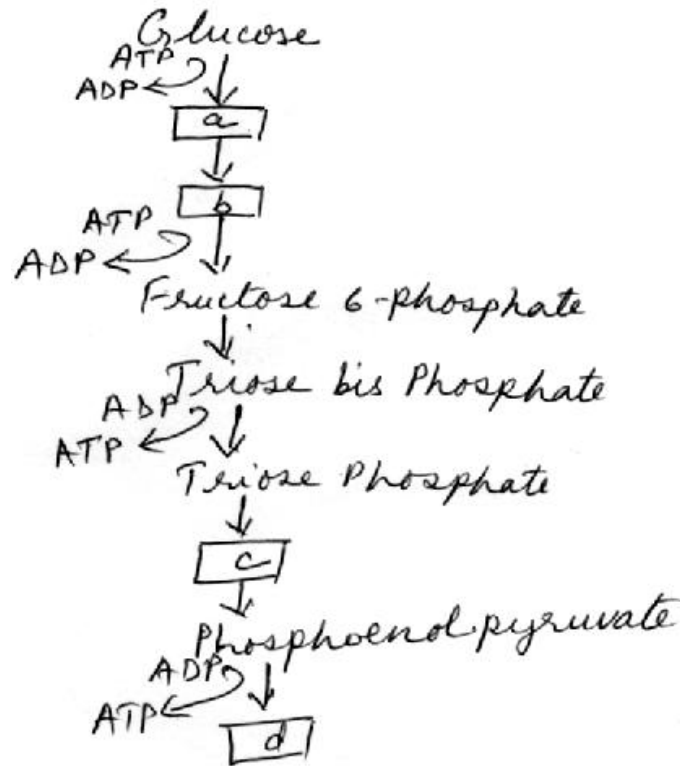 Glucose
ATP
ADP
a
b
ATP
ADP
Fructose 6-phosphate
Triose bis Phosphate
ADP
ATP
Triose Phosphate
c
Phosphoenol pyruvate
ADP
ATP
d